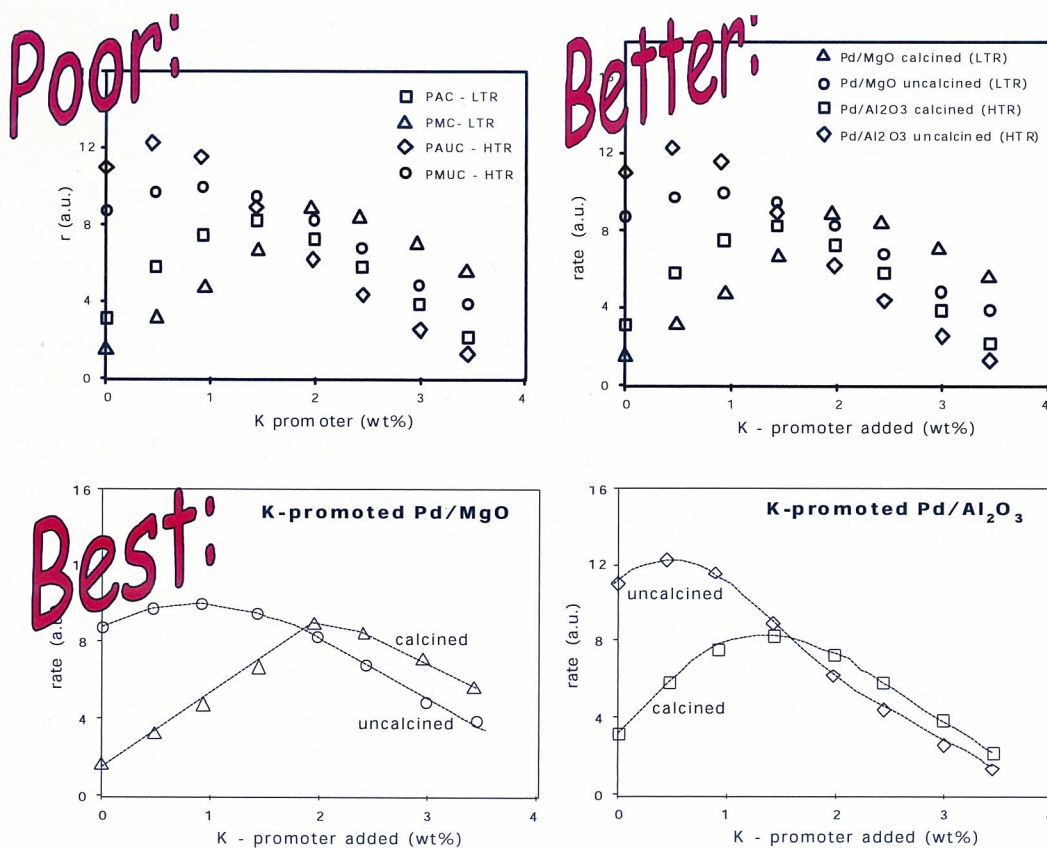 Poor:
□ PAC - LTR
△ PMC- LTR
◇ PAUC - HTR
○ PMUC - HTR
12
8
4
0
r (a.u.)
0 1 2 3 4
K promoter (wt%)
Better:
△ Pd/MgO calcined (LTR)
○ Pd/MgO uncalcined (LTR)
□ Pd/Al2O3 calcined (HTR)
◇ Pd/Al2O3 uncalcined (HTR)
12
8
4
0
rate (a.u.)
0 1 2 3 4
K - promoter added (wt%)
Best:
16
K-promoted Pd/MgO
8
4
0
calcined
uncalcined
0 1 2 3 4
K - promoter added (wt%)
16
K-promoted Pd/Al₂O₃
12
8
4
0
rate (a.u.)
uncalcined
calcined
0 1 2 3 4
K - promoter added (wt%)